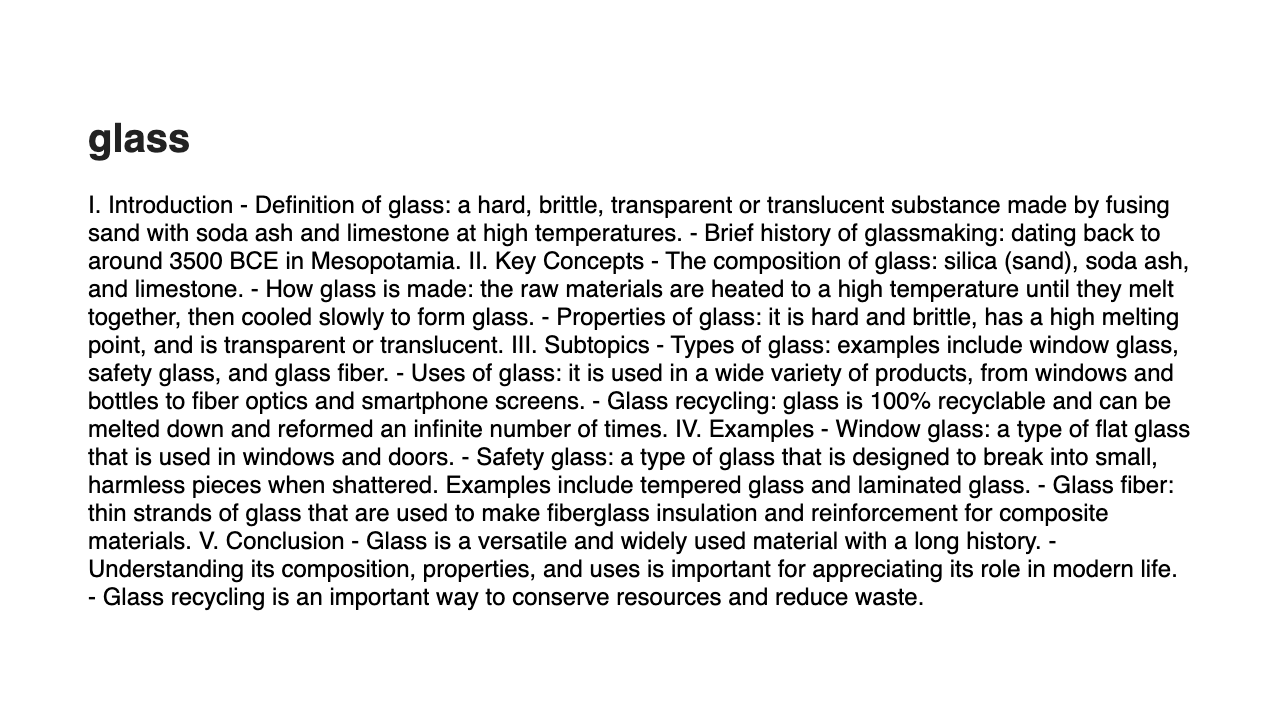 glass
I. Introduction - Definition of glass: a hard, brittle, transparent or translucent substance made by fusing
sand with soda ash and limestone at high temperatures. - Brief history of glassmaking: dating back to
around 3500 BCE in Mesopotamia. II. Key Concepts - The composition of glass: silica (sand), soda ash,
and limestone. - How glass is made: the raw materials are heated to a high temperature until they melt
together, then cooled slowly to form glass. - Properties of glass: it is hard and brittle, has a high melting
point, and is transparent or translucent. III. Subtopics - Types of glass: examples include window glass,
safety glass, and glass fiber. - Uses of glass: it is used in a wide variety of products, from windows and
bottles to fiber optics and smartphone screens. - Glass recycling: glass is 100% recyclable and can be
melted down and reformed an infinite number of times. IV. Examples - Window glass: a type of flat glass
that is used in windows and doors. - Safety glass: a type of glass that is designed to break into small,
harmless pieces when shattered. Examples include tempered glass and laminated glass. - Glass fiber:
thin strands of glass that are used to make fiberglass insulation and reinforcement for composite
materials. V. Conclusion - Glass is a versatile and widely used material with a long history. -
Understanding its composition, properties, and uses is important for appreciating its role in modern life.
- Glass recycling is an important way to conserve resources and reduce waste.